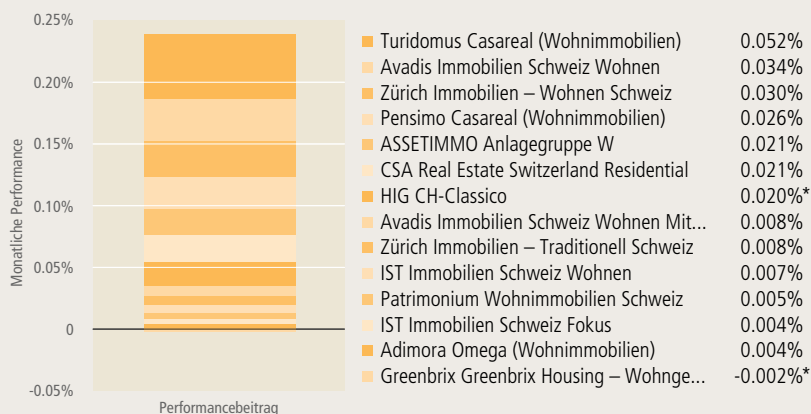 0.25%
0.20%
0.15%
0.10%
0.05%
0
-0.05%
Monatliche Performance
Performancebeitrag
Turidomus Casareal (Wohnimmobilien) 0.052%
Avadis Immobilien Schweiz Wohnen 0.034%
Zürich Immobilien – Wohnen Schweiz 0.030%
Pensimo Casareal (Wohnimmobilien) 0.026%
ASSETIMMO Anlagegruppe W 0.021%
CSA Real Estate Switzerland Residential 0.021%
HIG CH-Classico 0.020%*
Avadis Immobilien Schweiz Wohnen Mit... 0.008%
Zürich Immobilien – Traditionell Schweiz 0.008%
IST Immobilien Schweiz Wohnen 0.007%
Patrimonium Wohnimmobilien Schweiz 0.005%
IST Immobilien Schweiz Fokus 0.004%
Adimora Omega (Wohnimmobilien) 0.004%
Greenbrix Greenbrix Housing – Wohnge... -0.002%*